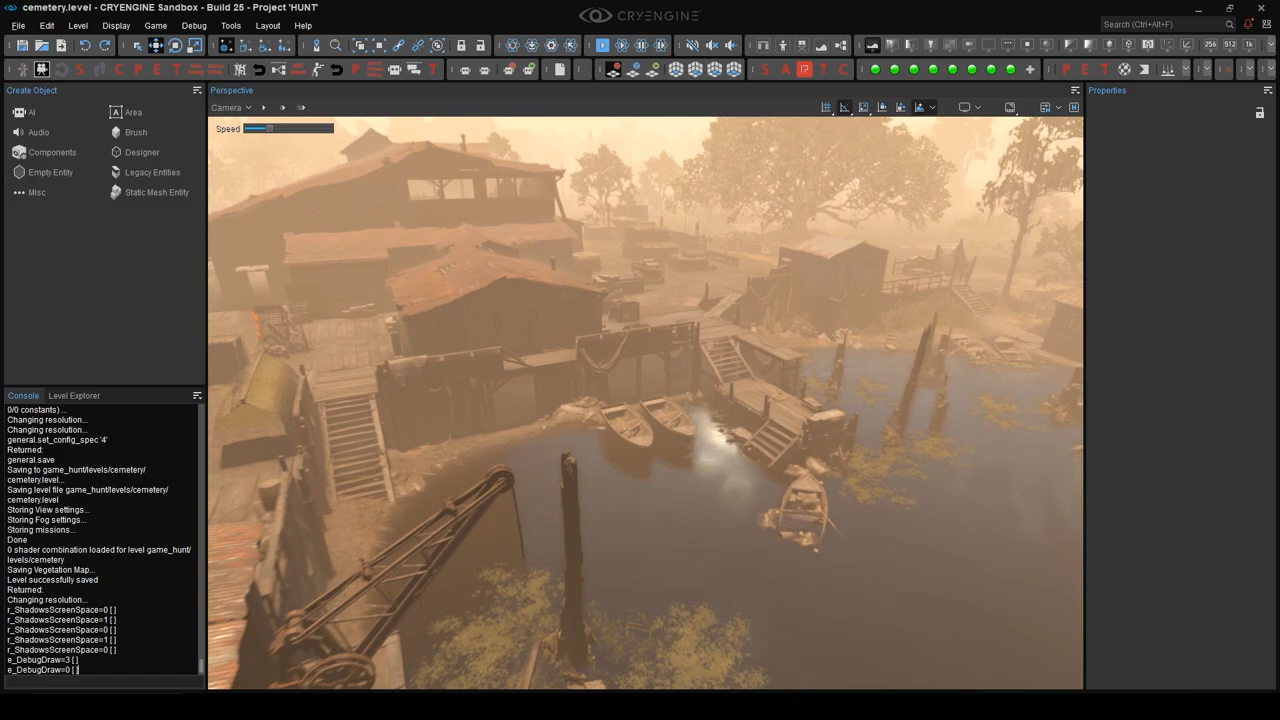 cemetery.level - CRYENGINE Sandbox - Build 25 - Project 'HUNT'
CRYENGINE
File Edit Level Display Game Debug Tools Layout Help
Search (Ctrl+Alt+F)
256 512 1k
S C P E T T
S A P T C P E T
Create Object
Perspective
Properties
AI Area
Camera
Audio Brush
Speed
Components Designer
Empty Entity Legacy Entities
Misc Static Mesh Entity
Console Level Explorer
0/0 constants) ...
Changing resolution...
Changing resolution...
general.set_config_spec '4'
Returned:
general.save
Saving to game_hunt/levels/cemetery/
cemetery.level...
Saving level file game_hunt/levels/cemetery/
cemetery.level
Storing View settings...
Storing Fog settings...
Storing missions...
Done
0 shader combination loaded for level game_hunt/
levels/cemetery
Saving Vegetation Map...
Level successfully saved
Returned:
Changing resolution...
r_ShadowsScreenSpace=0 [ ]
r_ShadowsScreenSpace=1 [ ]
r_ShadowsScreenSpace=0 [ ]
r_ShadowsScreenSpace=1 [ ]
r_ShadowsScreenSpace=0 [ ]
e_DebugDraw=3 [ ]
e_DebugDraw=0 [ ]